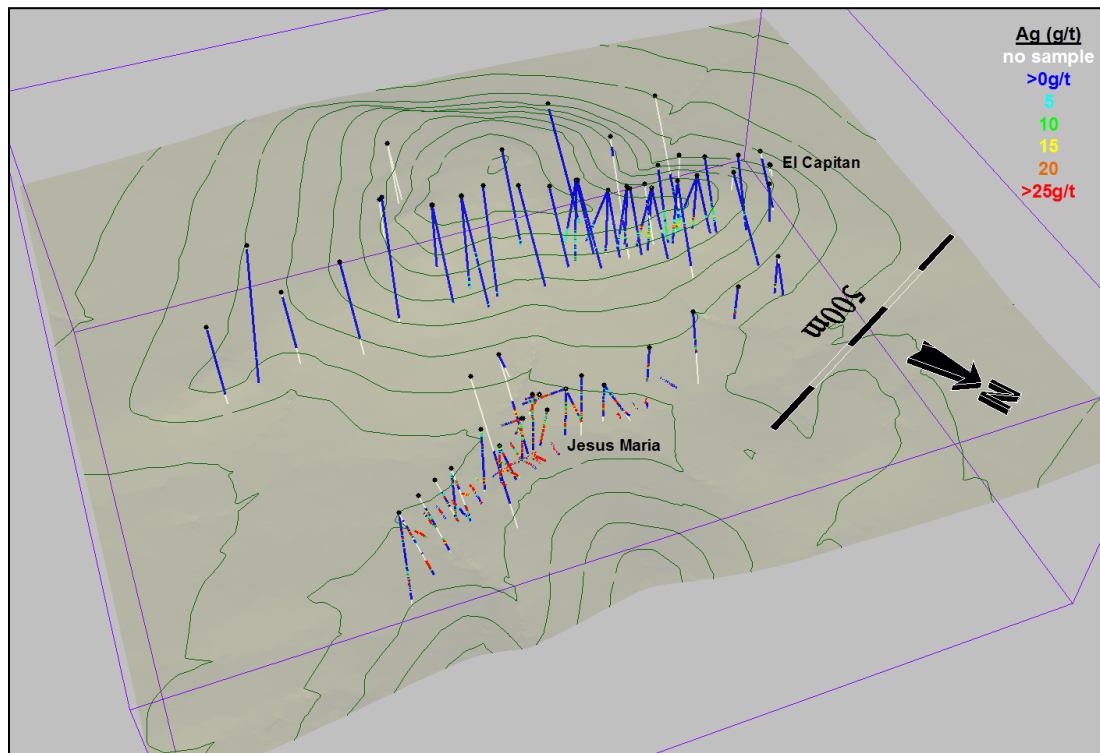 Ag (g/t)
no sample
>0g/t
5
10
15
20
>25g/t
El Capitan
500m
N
Jesus Maria